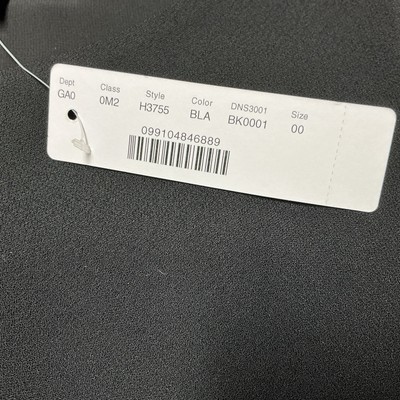 Dept Class Style Color DNS3001 Size
GA0 0M2 H3755 BLA BK0001 00
099104846889